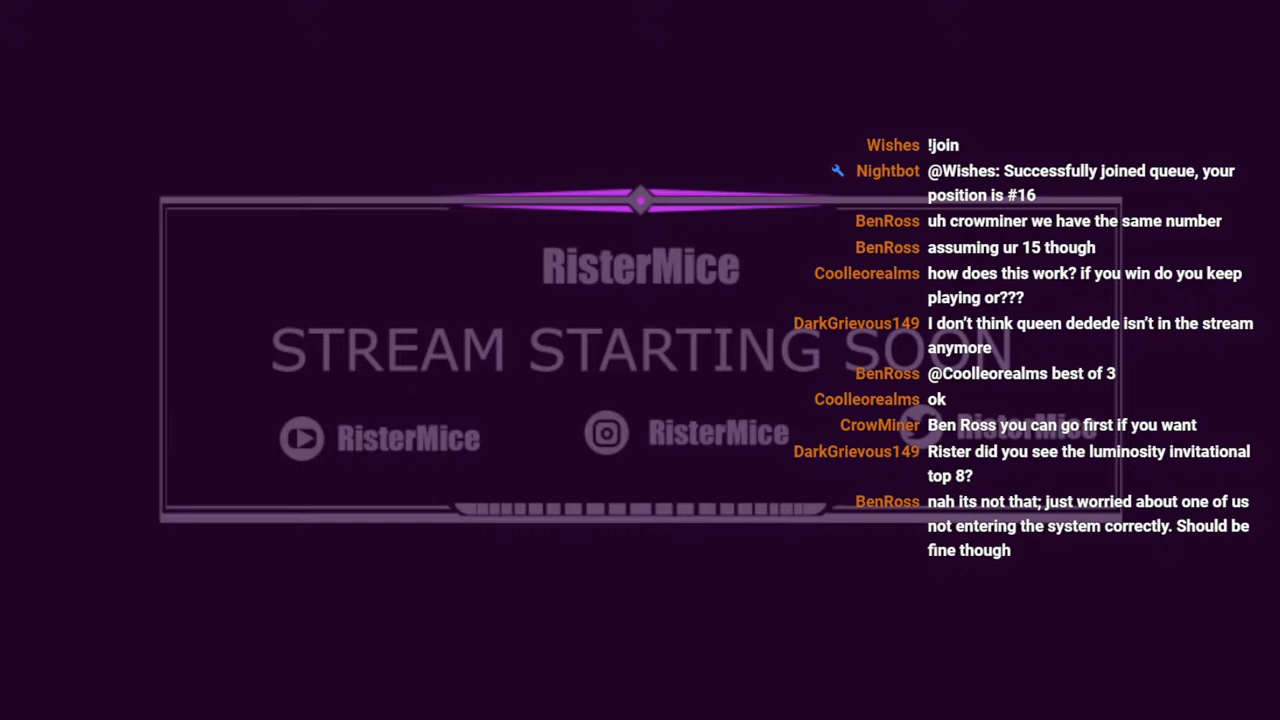 Wishes !join
Nightbot @Wishes: Successfully joined queue, your
position is #16
BenRoss uh crowminer we have the same number
BenRoss assuming ur 15 though
Coolleorealms how does this work? if you win do you keep
playing or???
DarkGrievous149 I don't think queen dedede isn't in the stream
anymore
BenRoss @Coolleorealms best of 3
Coolleorealms ok
CrowMiner Ben Ross you can go first if you want
DarkGrievous149 Rister did you see the luminosity invitational
top 8?
BenRoss nah its not that; just worried about one of us
not entering the system correctly. Should be
fine though
RisterMice
STREAM STARTING SOON
RisterMice
RisterMice
RisterMice